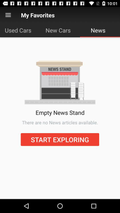 10:01
My Favorites
Used Cars
New Cars
News
NEWS STAND
Empty News Stand
There are no News articles available
START EXPLORING